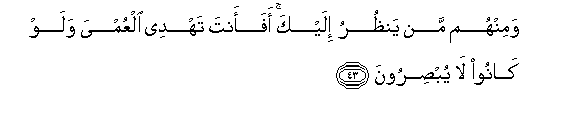 وَمِنْهُم مَّن يَنظُرُ إِلَيْكَ ۚ أَفَأَنتَ تَهْدِى ٱلْعُمْىَ وَلَوْ
كَانُوا۟ لَا يُبْصِرُونَ ﴿٤٣﴾